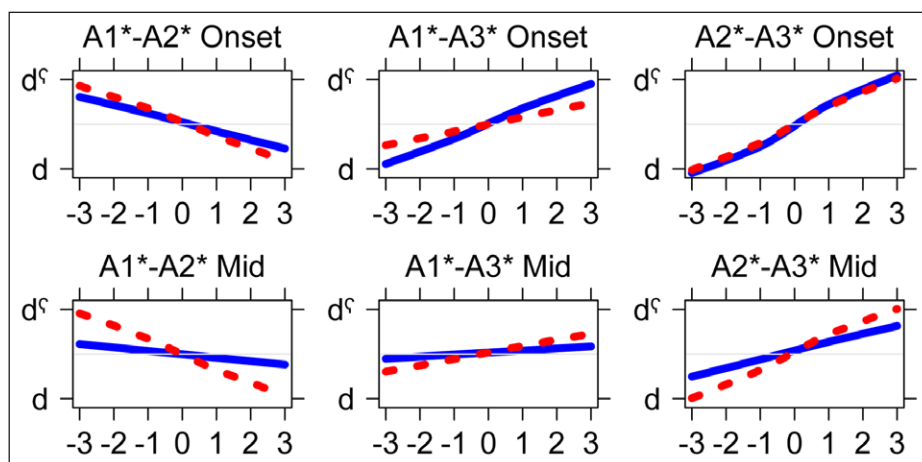 A1*-A2* Onset A1*-A3* Onset A2*-A3* Onset
dˤ dˤ dˤ
d d d
-3 -2 -1 0 1 2 3 -3 -2 -1 0 1 2 3 -3 -2 -1 0 1 2 3
A1*-A2* Mid A1*-A3* Mid A2*-A3* Mid
dˤ dˤ dˤ
d d d
-3 -2 -1 0 1 2 3 -3 -2 -1 0 1 2 3 -3 -2 -1 0 1 2 3